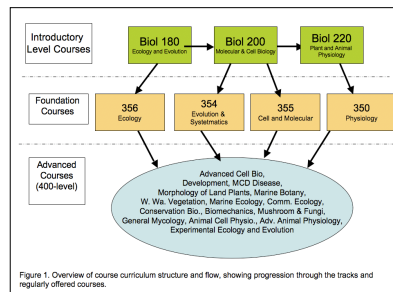 Introductory
Level Courses
Biol 180
Ecology and Evolution
Biol 200
Molecular & Cell Biology
Biol 220
Plant and Animal
Physiology
Foundation
Courses
356
Ecology
354
Evolution &
Systetmatics
355
Cell and Molecular
350
Physiology
Advanced
Courses
(400-level)
Advanced Cell Bio,
Development, MCD Disease,
Morphology of Land Plants, Marine Botany,
W. Wa. Vegetation, Marine Ecology, Comm. Ecology,
Conservation Bio., Biomechanics, Mushroom & Fungi,
General Mycology, Animal Cell Physio., Adv. Animal Physiology,
Experimental Ecology and Evolution
Figure 1. Overview of course curriculum structure and flow, showing progression through the tracks and
regularly offered courses.